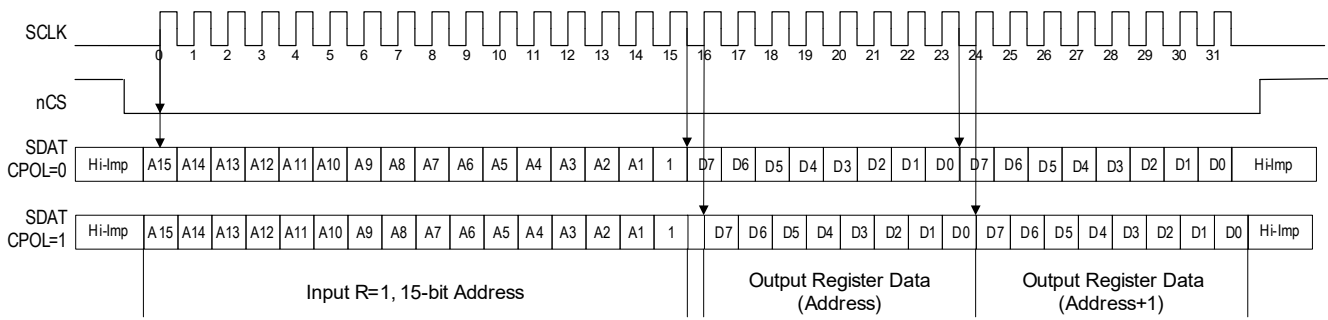 SCLK
0 1 2 3 4 5 6 7 8 9 10 11 12 13 14 15 16 17 18 19 20 21 22 23 24 25 26 27 28 29 30 31
nCS
SDAT
CPOL=0
Hi-Imp A15 A14 A13 A12 A11 A10 A9 A8 A7 A6 A5 A4 A3 A2 A1 1 D7 D6 D5 D4 D3 D2 D1 D0 D7 D6 D5 D4 D3 D2 D1 D0 Hi-Imp
SDAT
CPOL=1
Hi-Imp A15 A14 A13 A12 A11 A10 A9 A8 A7 A6 A5 A4 A3 A2 A1 1 D7 D6 D5 D4 D3 D2 D1 D0 D7 D6 D5 D4 D3 D2 D1 D0 Hi-Imp
Input R=1, 15-bit Address
Output Register Data
(Address)
Output Register Data
(Address+1)